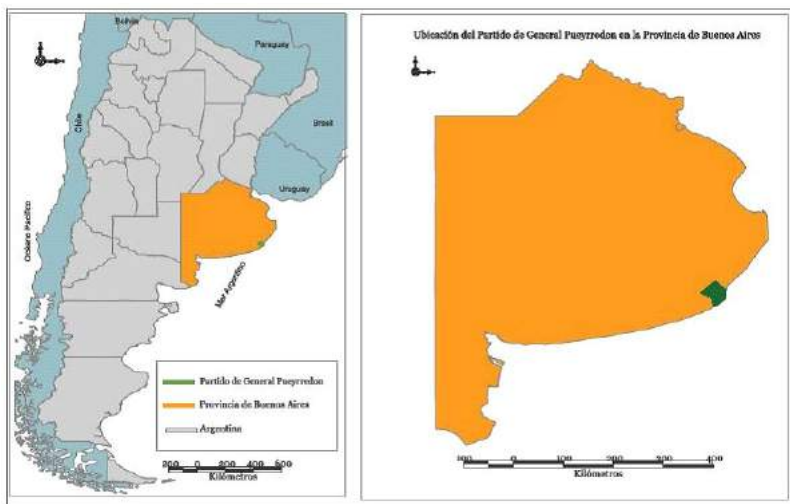 Bolivia
Paraguay
Chile
Brasil
Uruguay
Océano Pacífico
Mar Argentino
Partido de General Pueyrredon
Provincia de Buenos Aires
Argentina
200 0 200 400 600
Kilómetros
Ubicación del Partido de General Pueyrredon en la Provincia de Buenos Aires
100 0 100 200 300 400
Kilómetros